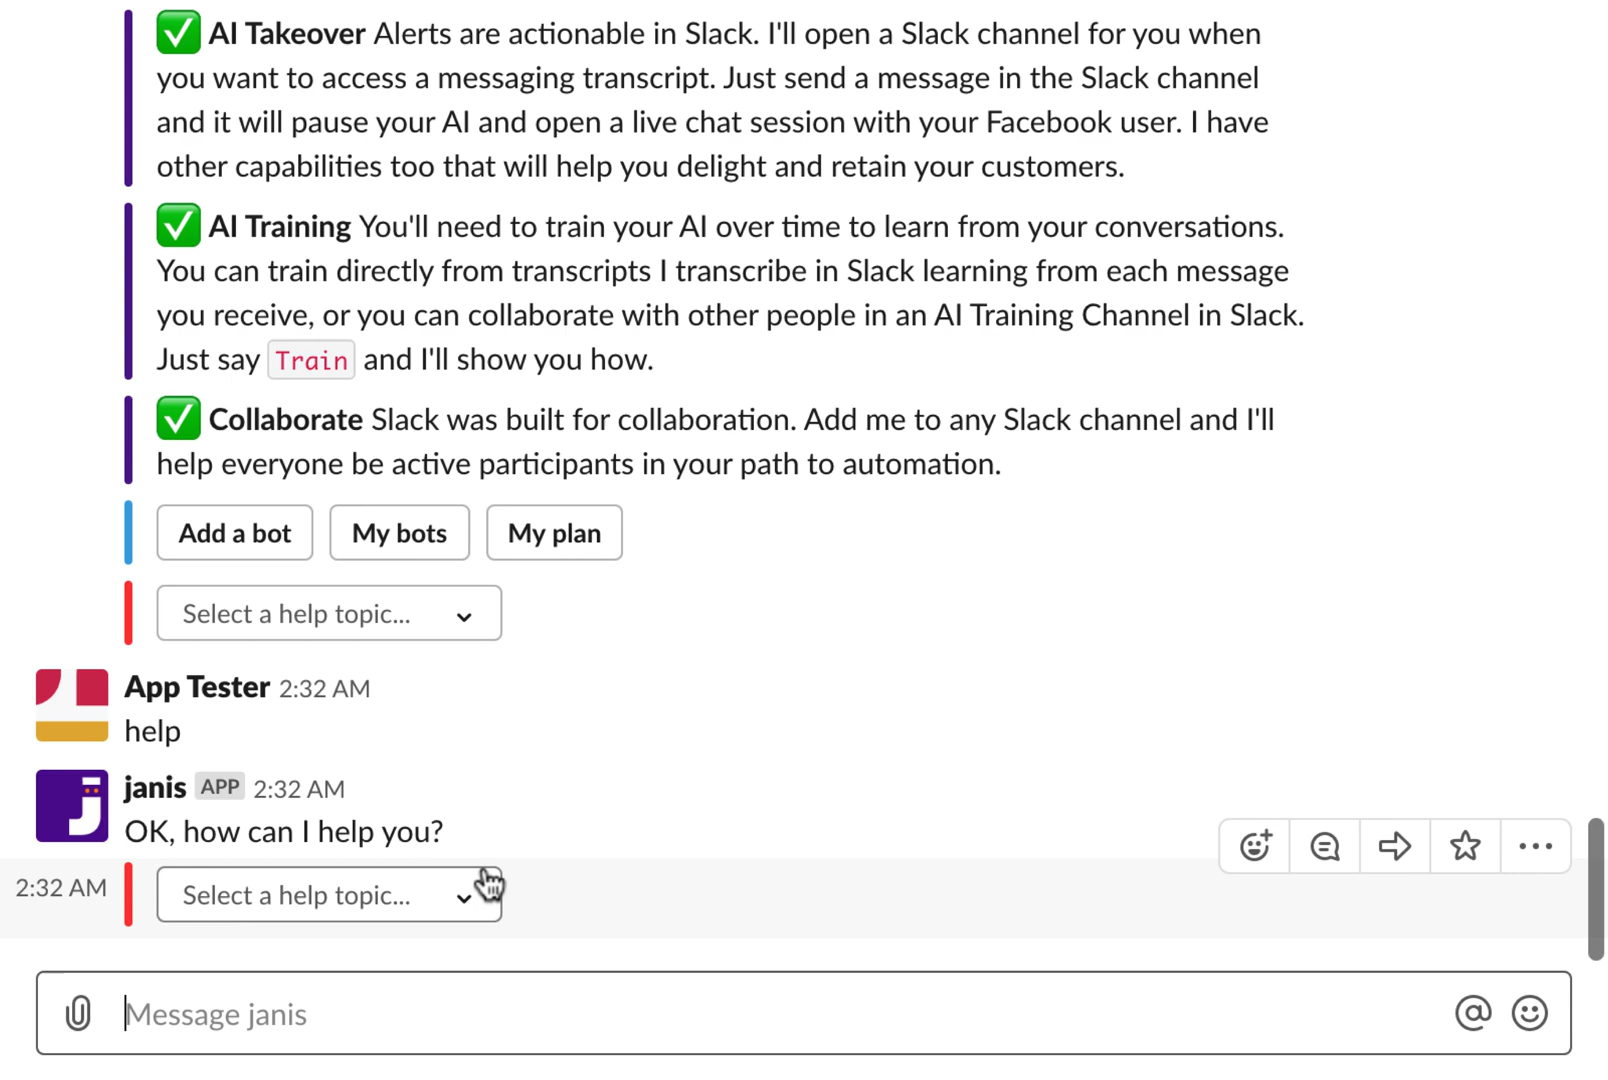 ✅ AI Takeover Alerts are actionable in Slack. I'll open a Slack channel for you when
you want to access a messaging transcript. Just send a message in the Slack channel
and it will pause your AI and open a live chat session with your Facebook user. I have
other capabilities too that will help you delight and retain your customers.
✅ AI Training You'll need to train your AI over time to learn from your conversations.
You can train directly from transcripts I transcribe in Slack learning from each message
you receive, or you can collaborate with other people in an AI Training Channel in Slack.
Just say Train and I'll show you how.
✅ Collaborate Slack was built for collaboration. Add me to any Slack channel and I'll
help everyone be active participants in your path to automation.
Add a bot My bots My plan
Select a help topic...
App Tester 2:32 AM
help
janis APP 2:32 AM
OK, how can I help you?
2:32 AM Select a help topic...
Message janis